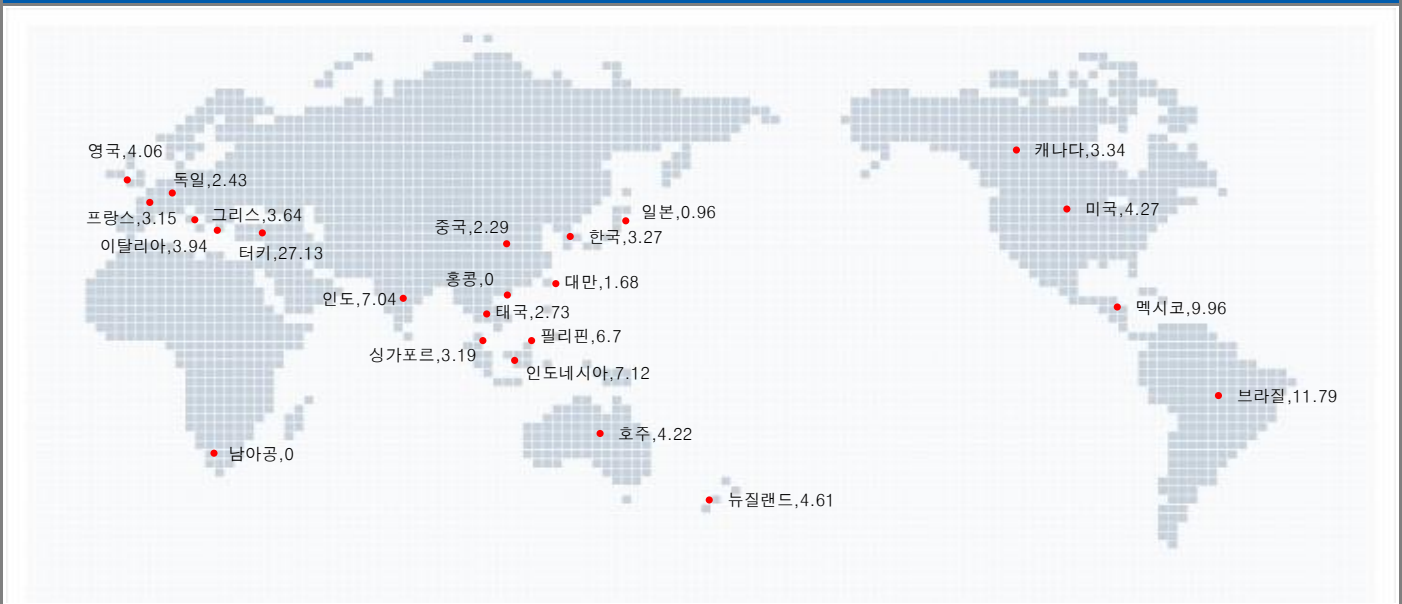 영국,4.06
캐나다,3.34
독일,2.43
미국,4.27
일본,0.96
그리스,3.64
프랑스,3.15
중국,2.29
한국,3.27
이탈리아,3.94
터키,27.13
홍콩,0
대만,1.68
인도,7.04
멕시코,9.96
태국,2.73
필리핀,6.7
싱가포르,3.19
인도네시아,7.12
브라질,11.79
호주,4.22
남아공,0
뉴질랜드,4.61